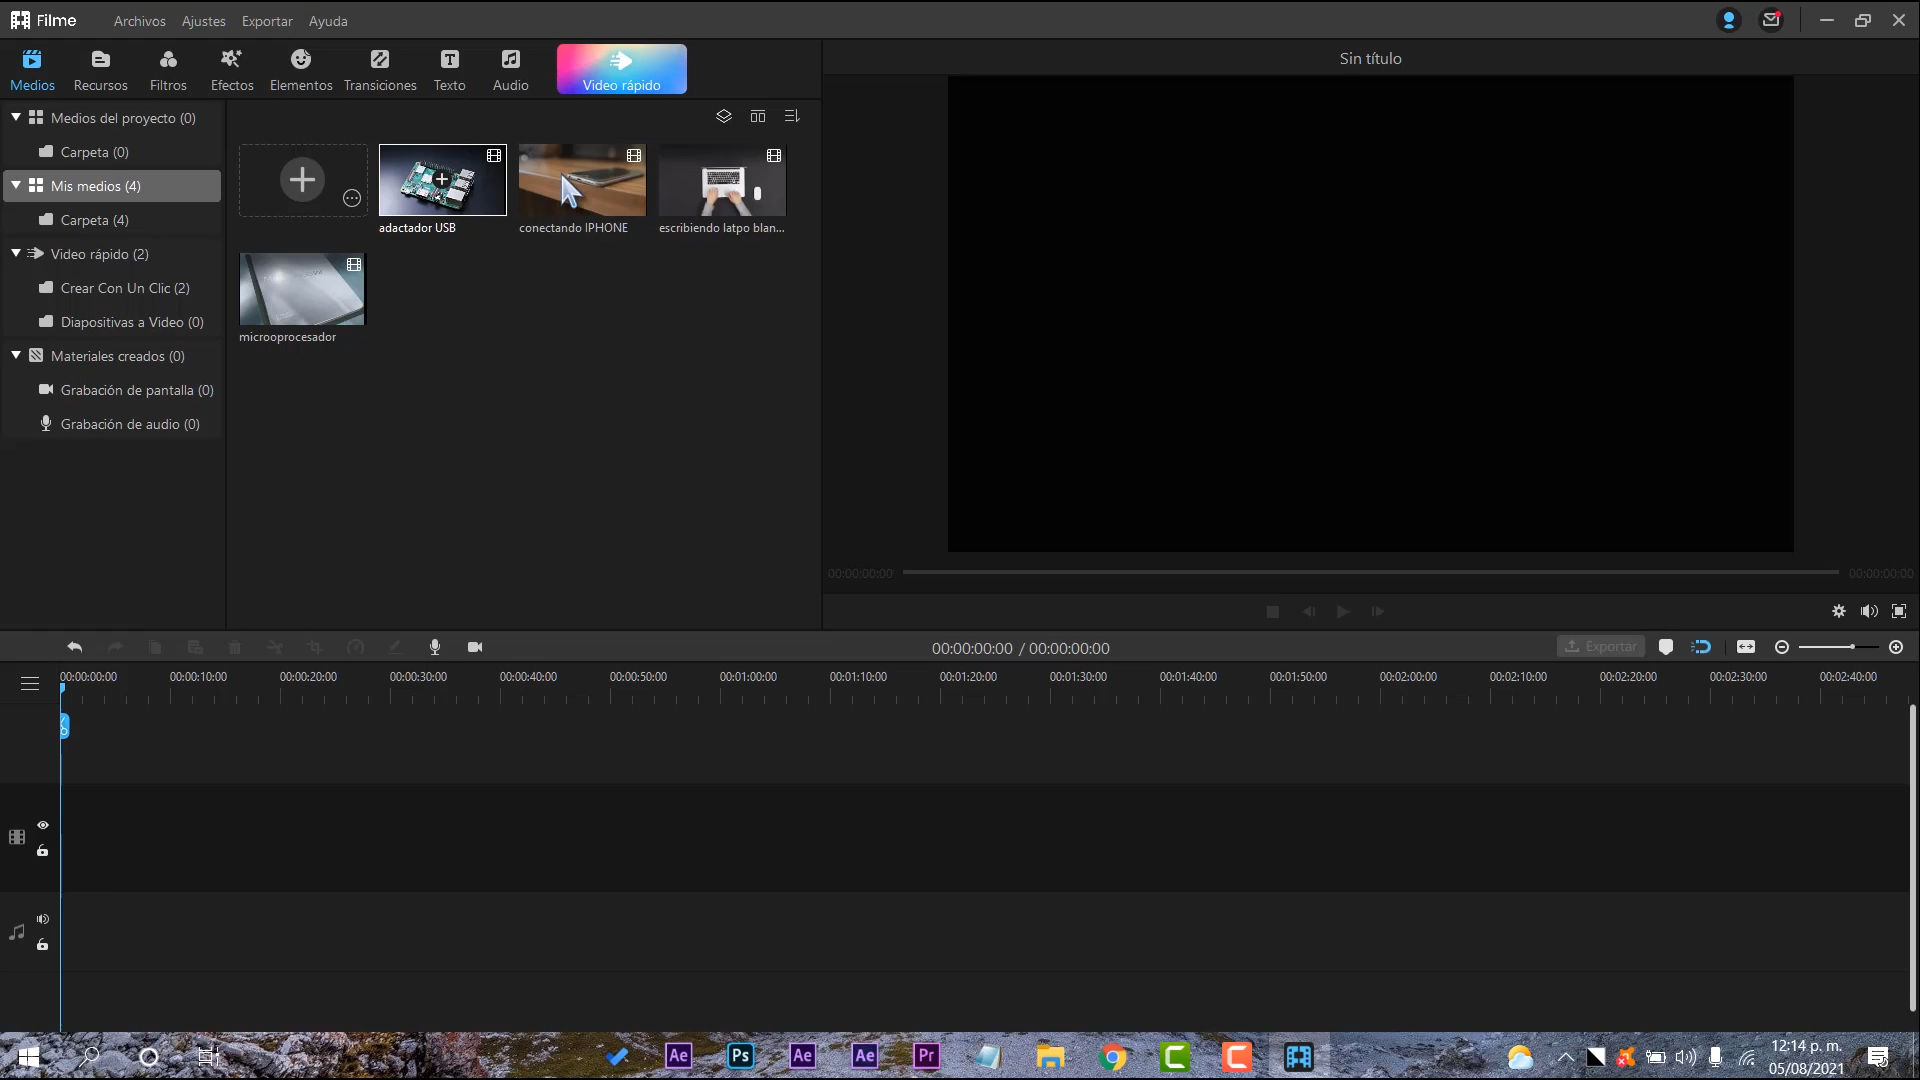 Filme
Archivos Ajustes Exportar Ayuda
Medios Recursos Filtros Efectos Elementos Transiciones Texto Audio Video rápido
Sin título
Medios del proyecto (0)
Carpeta (0)
Mis medios (4)
Carpeta (4)
Video rápido (2)
Crear Con Un Clic (2)
Diapositivas a Video (0)
Materiales creados (0)
Grabación de pantalla (0)
Grabación de audio (0)
adactador USB
conectando IPHONE
escribiendo latpo blan...
microoprocesador
00:00:00:00
00:00:00:00
00:00:00:00 / 00:00:00:00
Exportar
00:00:00:00 00:00:10:00 00:00:20:00 00:00:30:00 00:00:40:00 00:00:50:00 00:01:00:00 00:01:10:00 00:01:20:00 00:01:30:00 00:01:40:00 00:01:50:00 00:02:00:00 00:02:10:00 00:02:20:00 00:02:30:00 00:02:40:00
Ae Ps Ae Ae Pr
12:14 p. m.
05/08/2021